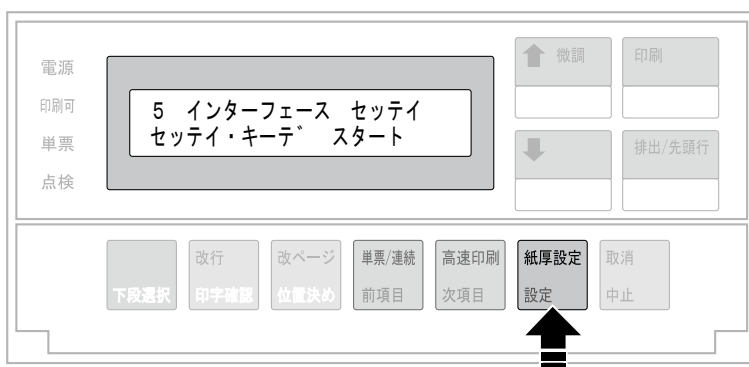 電源
印刷可
単票
点検
5 インターフェース セッテイ
セッテイ・キーデ゛ スタート
微調
印刷
排出/先頭行
下段選択
改行
印字確認
改ページ
位置決め
単票/連続
前項目
高速印刷
次項目
紙厚設定
設定
取消
中止